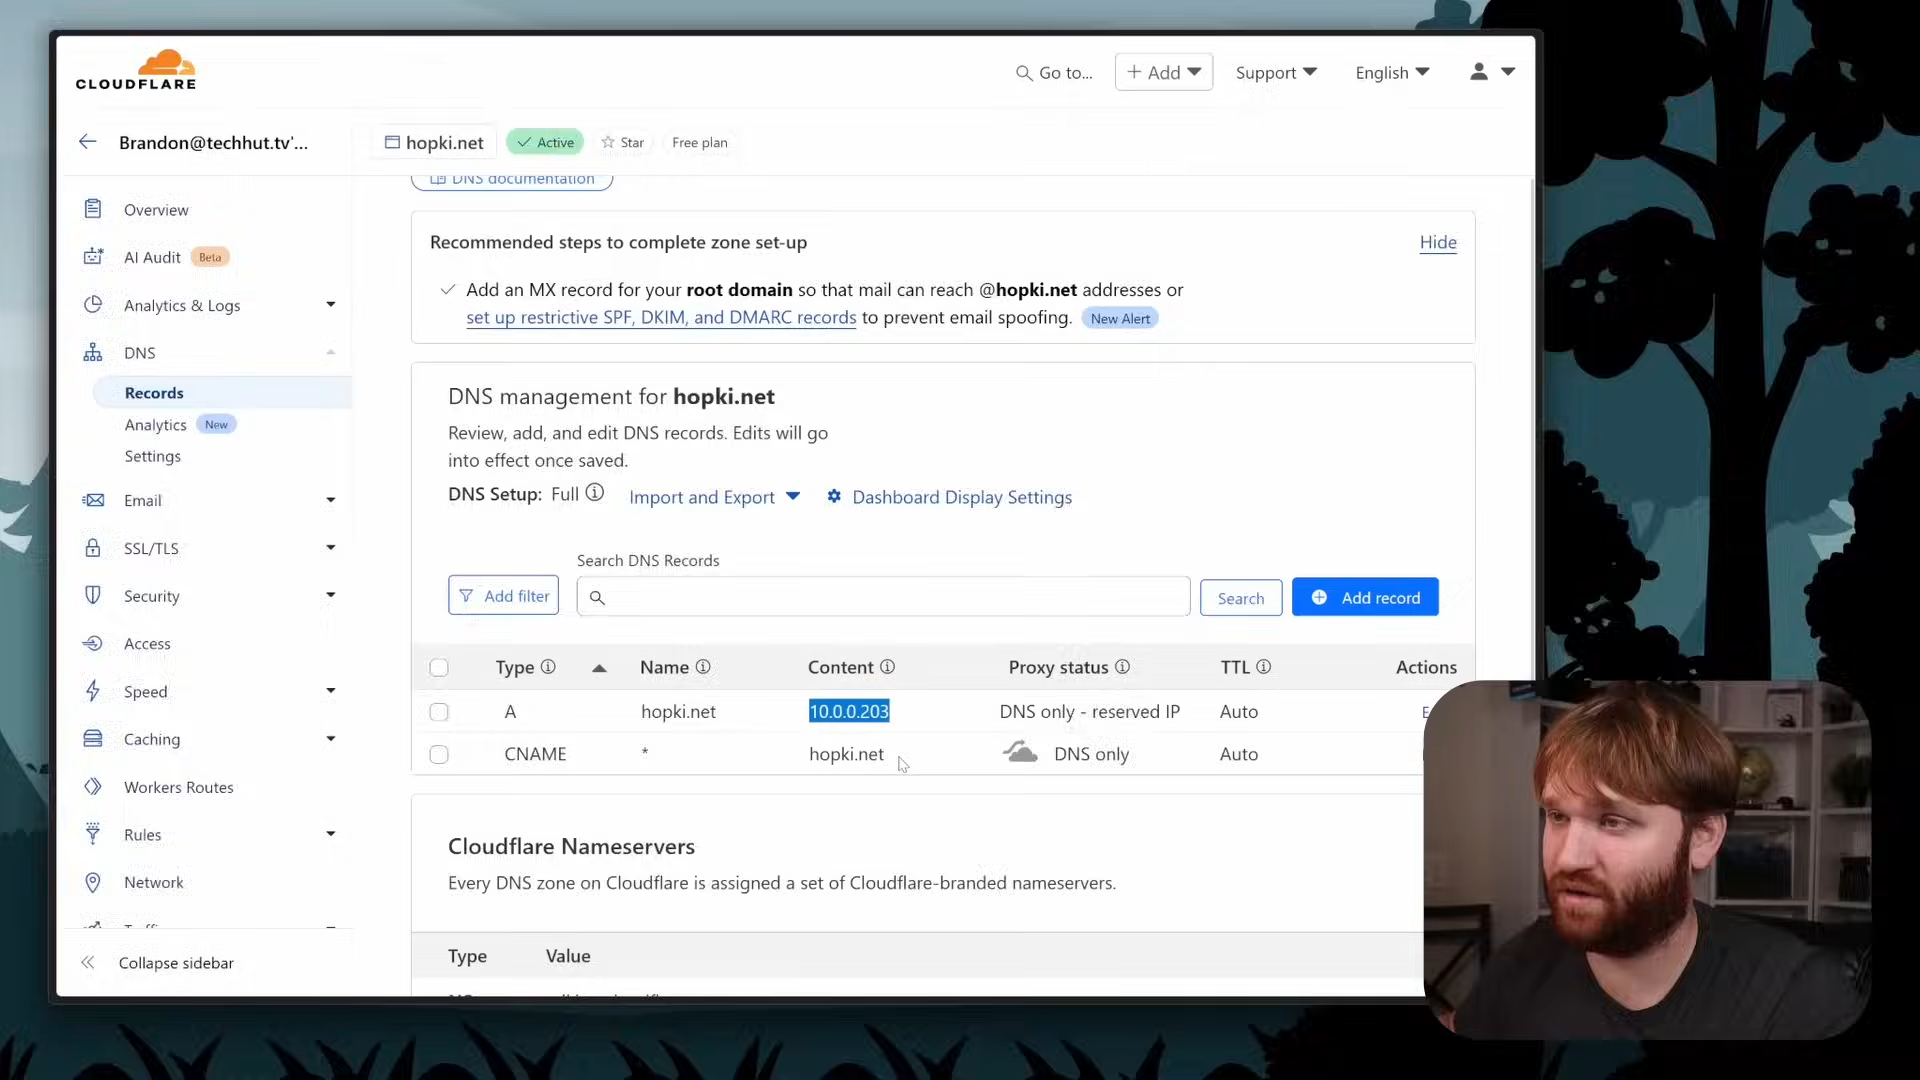 CLOUDFLARE
Go to...
+ Add
Support
English
Brandon@techhut.tv'...
hopki.net
Active
Star
Free plan
DNS documentation
Overview
AI Audit Beta
Analytics & Logs
DNS
Records
Analytics New
Settings
Email
SSL/TLS
Security
Access
Speed
Caching
Workers Routes
Rules
Network
Collapse sidebar
Recommended steps to complete zone set-up
Hide
Add an MX record for your root domain so that mail can reach @hopki.net addresses or
set up restrictive SPF, DKIM, and DMARC records to prevent email spoofing. New Alert
DNS management for hopki.net
Review, add, and edit DNS records. Edits will go
into effect once saved.
DNS Setup: Full
Import and Export
Dashboard Display Settings
Search DNS Records
Add filter
Search
Add record
Type Name Content Proxy status TTL Actions
A hopki.net 10.0.0.203 DNS only - reserved IP Auto
CNAME * hopki.net DNS only Auto
Cloudflare Nameservers
Every DNS zone on Cloudflare is assigned a set of Cloudflare-branded nameservers.
Type Value